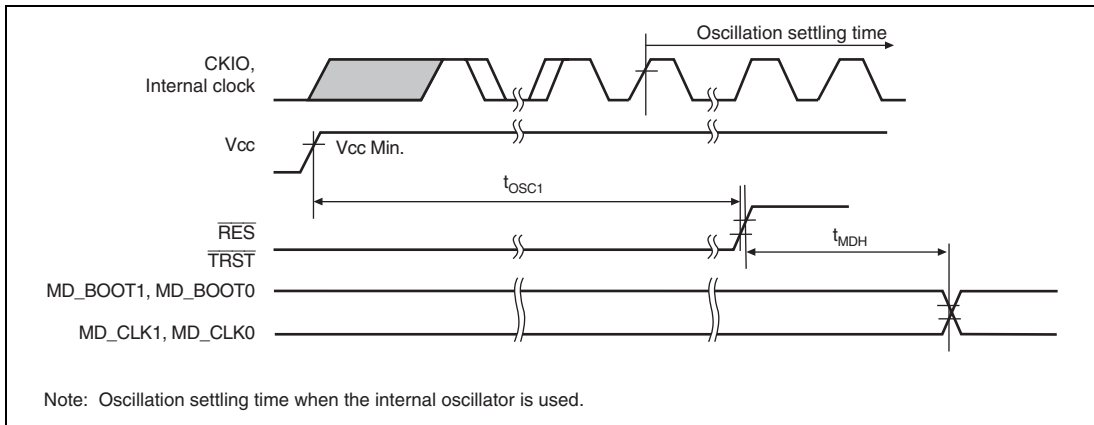 Oscillation settling time
CKIO,
Internal clock
Vcc
Vcc Min.
tOSC1
RES
tMDH
TRST
MD_BOOT1, MD_BOOT0
MD_CLK1, MD_CLK0
Note: Oscillation settling time when the internal oscillator is used.